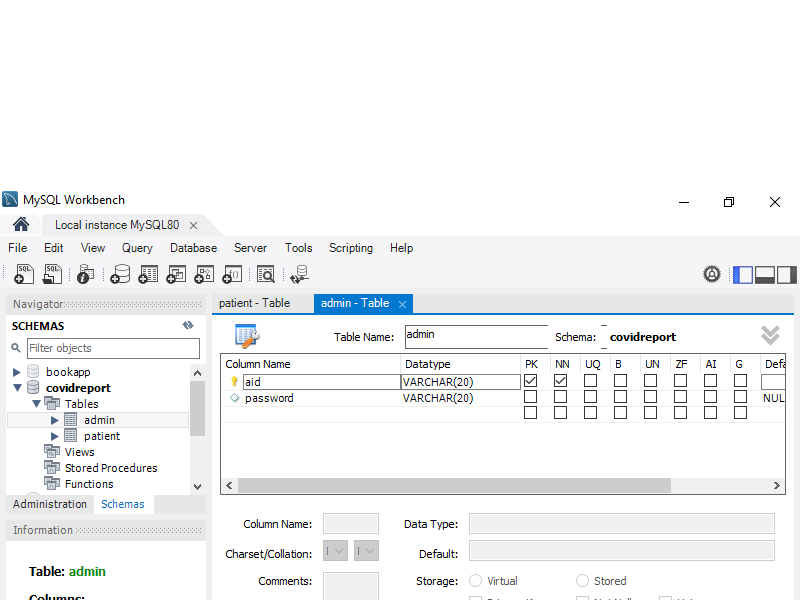 MySQL Workbench
Local instance MySQL80
File Edit View Query Database Server Tools Scripting Help
SQL SQL
Navigator
patient - Table admin - Table
SCHEMAS
Filter objects
Table Name: admin Schema: covidreport
bookapp
covidreport
Tables
admin
patient
Views
Stored Procedures
Functions
Column Name Datatype PK NN UQ B UN ZF AI G Defa
aid VARCHAR(20)
password VARCHAR(20) NUL
Administration Schemas
Information
Table: admin
Columns:
Column Name: Data Type:
Charset/Collation: Default:
Comments: Storage: Virtual Stored